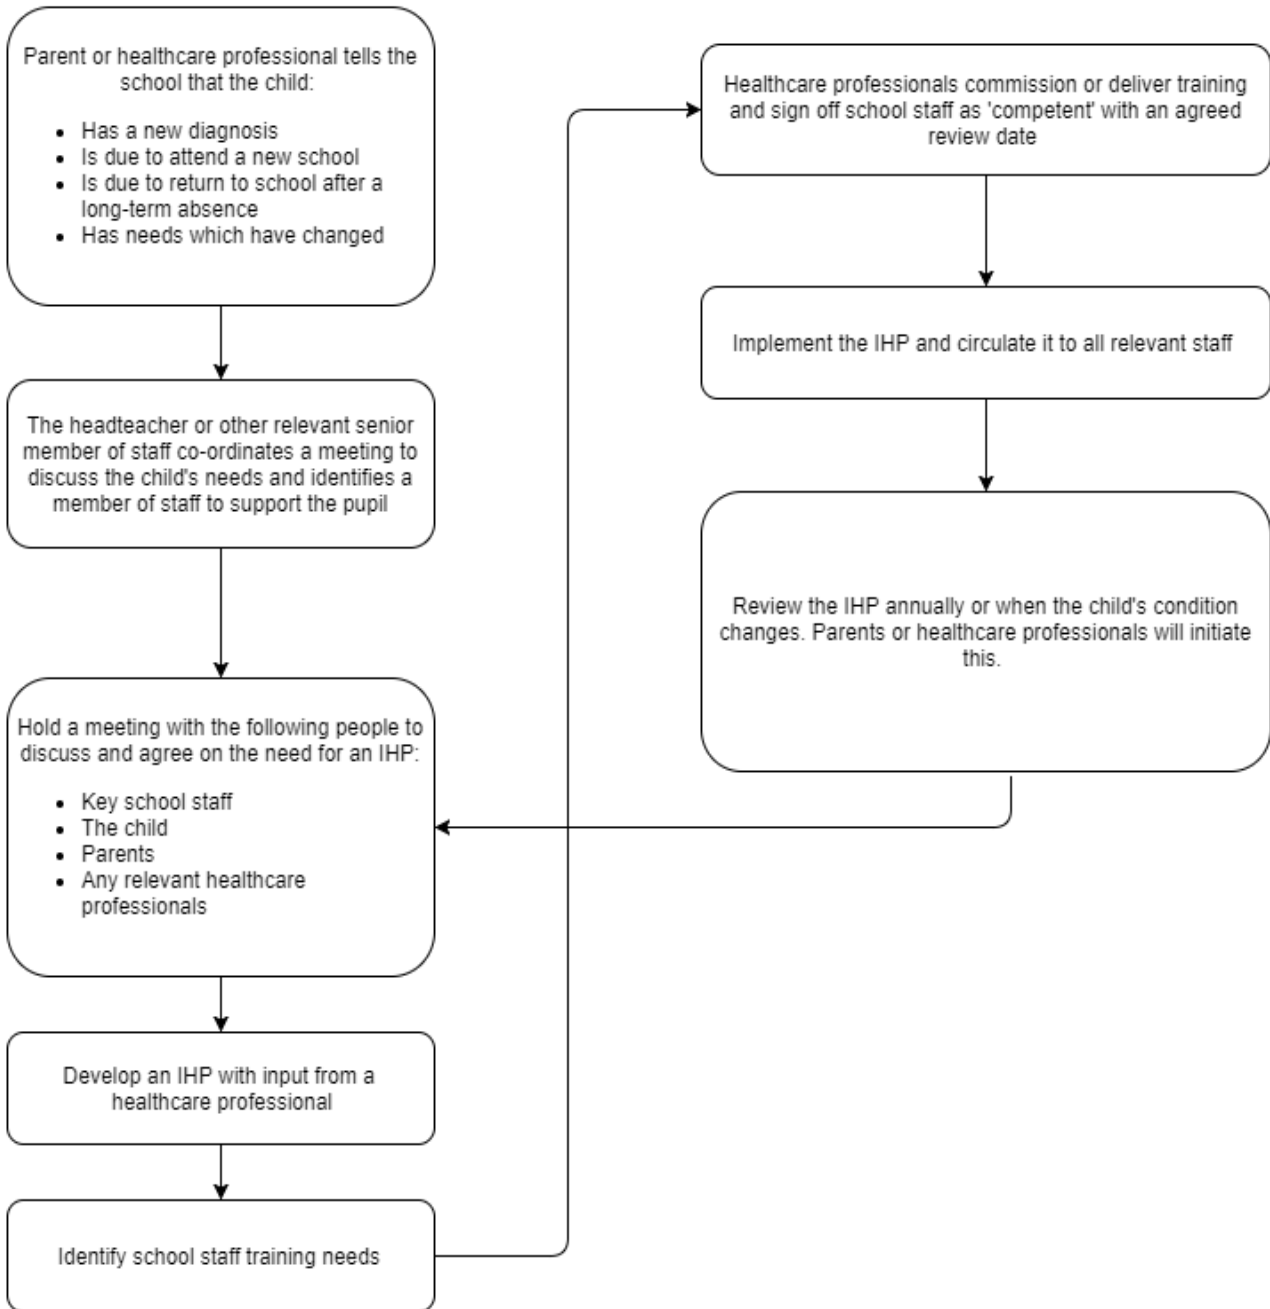 Parent or healthcare professional tells the
school that the child:
• Has a new diagnosis
• Is due to attend a new school
• Is due to return to school after a
long-term absence
• Has needs which have changed
The headteacher or other relevant senior
member of staff co-ordinates a meeting to
discuss the child's needs and identifies a
member of staff to support the pupil
Hold a meeting with the following people to
discuss and agree on the need for an IHP:
• Key school staff
• The child
• Parents
• Any relevant healthcare
professionals
Develop an IHP with input from a
healthcare professional
Identify school staff training needs
Healthcare professionals commission or deliver training
and sign off school staff as 'competent' with an agreed
review date
Implement the IHP and circulate it to all relevant staff
Review the IHP annually or when the child's condition
changes. Parents or healthcare professionals will initiate
this.